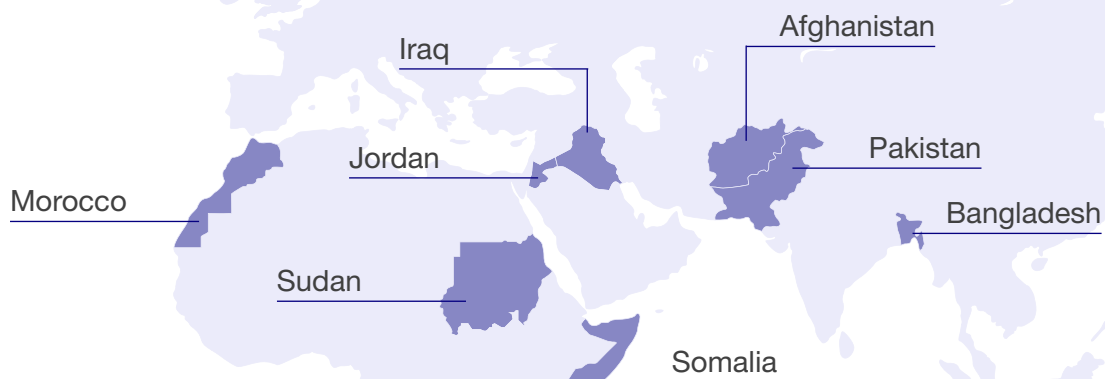 Afghanistan
Iraq
Jordan
Pakistan
Morocco
Bangladesh
Sudan
Somalia